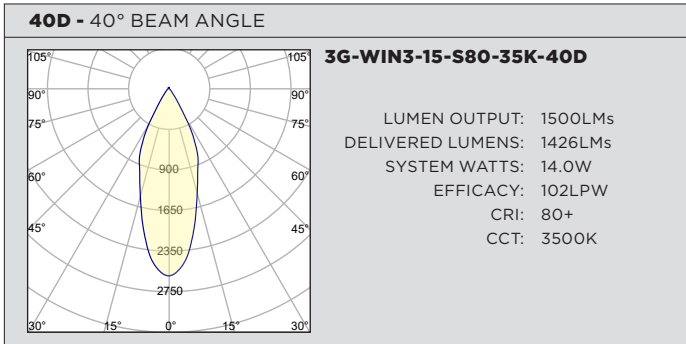 40D - 40° BEAM ANGLE
3G-WIN3-15-S80-35K-40D
105° 105°
90° 90°
75° 75°
60° 60°
45° 45°
900
1650
2350
2750
30° 15° 0° 15° 30°
LUMEN OUTPUT: 1500LMs
DELIVERED LUMENS: 1426LMs
SYSTEM WATTS: 14.0W
EFFICACY: 102LPW
CRI: 80+
CCT: 3500K